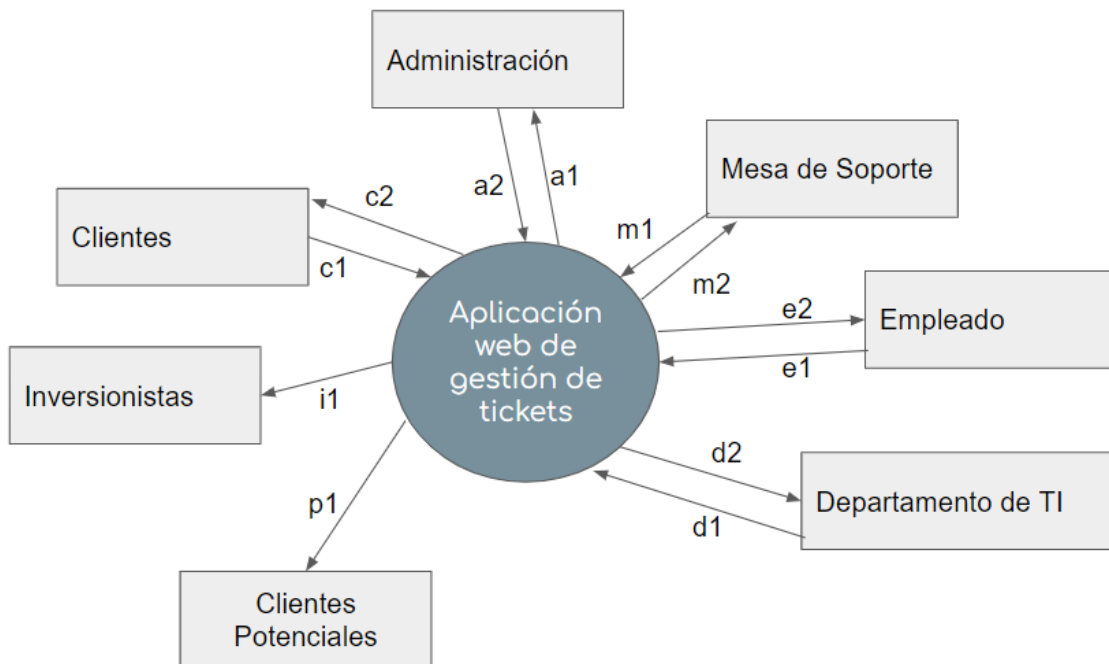 Administración
Mesa de Soporte
a2
a1
c2
Clientes
m1
c1
m2
Aplicación
web de
gestión de
tickets
e2
Empleado
e1
Inversionistas
i1
d2
Departamento de TI
d1
p1
Clientes
Potenciales